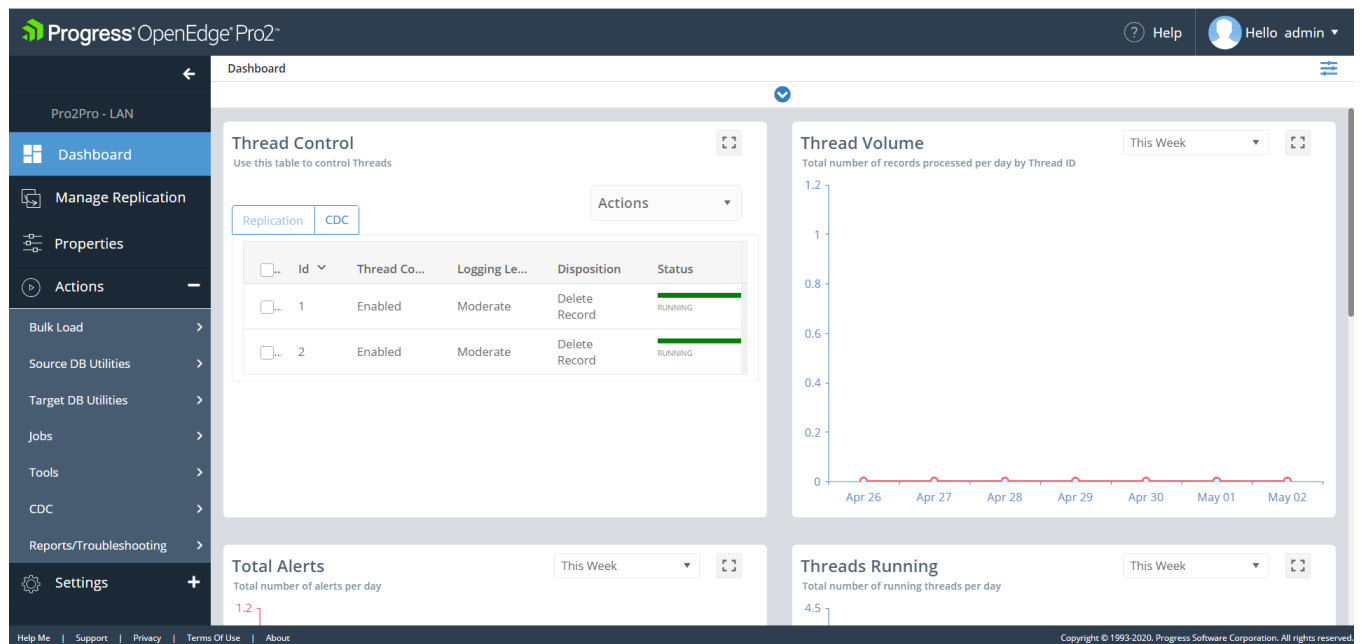 Progress® OpenEdge® Pro2™
? Help
Hello admin
Pro2Pro - LAN
Dashboard
Manage Replication
Properties
Actions
Bulk Load
Source DB Utilities
Target DB Utilities
Jobs
Tools
CDC
Reports/Troubleshooting
Settings
Dashboard
Thread Control
Use this table to control Threads
Actions
Replication CDC
... Id Thread Co... Logging Le... Disposition Status
... 1 Enabled Moderate Delete Record RUNNING
... 2 Enabled Moderate Delete Record RUNNING
Thread Volume
Total number of records processed per day by Thread ID
This Week
1.2
1
0.8
0.6
0.4
0.2
0
Apr 26 Apr 27 Apr 28 Apr 29 Apr 30 May 01 May 02
Total Alerts
Total number of alerts per day
This Week
1.2
Threads Running
Total number of running threads per day
This Week
4.5
Help Me | Support | Privacy | Terms Of Use | About
Copyright © 1993-2020. Progress Software Corporation. All rights reserved.